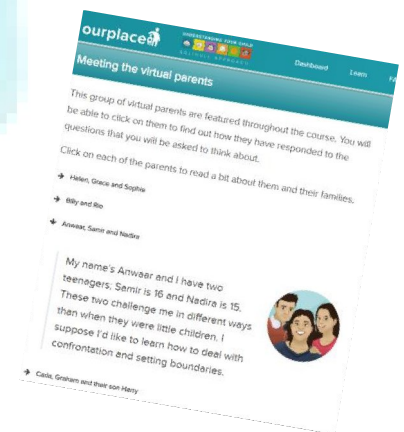 ourplace
UNDERSTANDING YOUR CHILD
SOLIHULL APPROACH
Dashboard
Learn
FA
Meeting the virtual parents
This group of virtual parents are featured throughout the course. You will
be able to click on them to find out how they have responded to the
questions that you will be asked to think about.
Click on each of the parents to read a bit about them and their families.
Helen, Grace and Sophie
Billy and Rio
Anwaar, Samir and Nadira
My name's Anwaar and I have two
teenagers; Samir is 16 and Nadira is 15.
These two challenge me in different ways
than when they were little children. I
suppose I'd like to learn how to deal with
confrontation and setting boundaries.
Carla, Graham and their son Harry